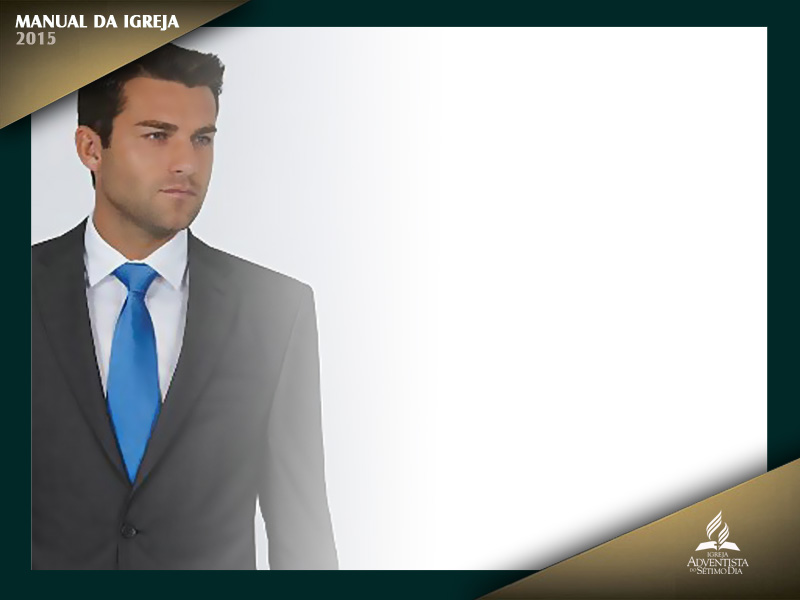 MANUAL DA IGREJA
2015
IGREJA
ADVENTISTA
DO SÉTIMO DIA